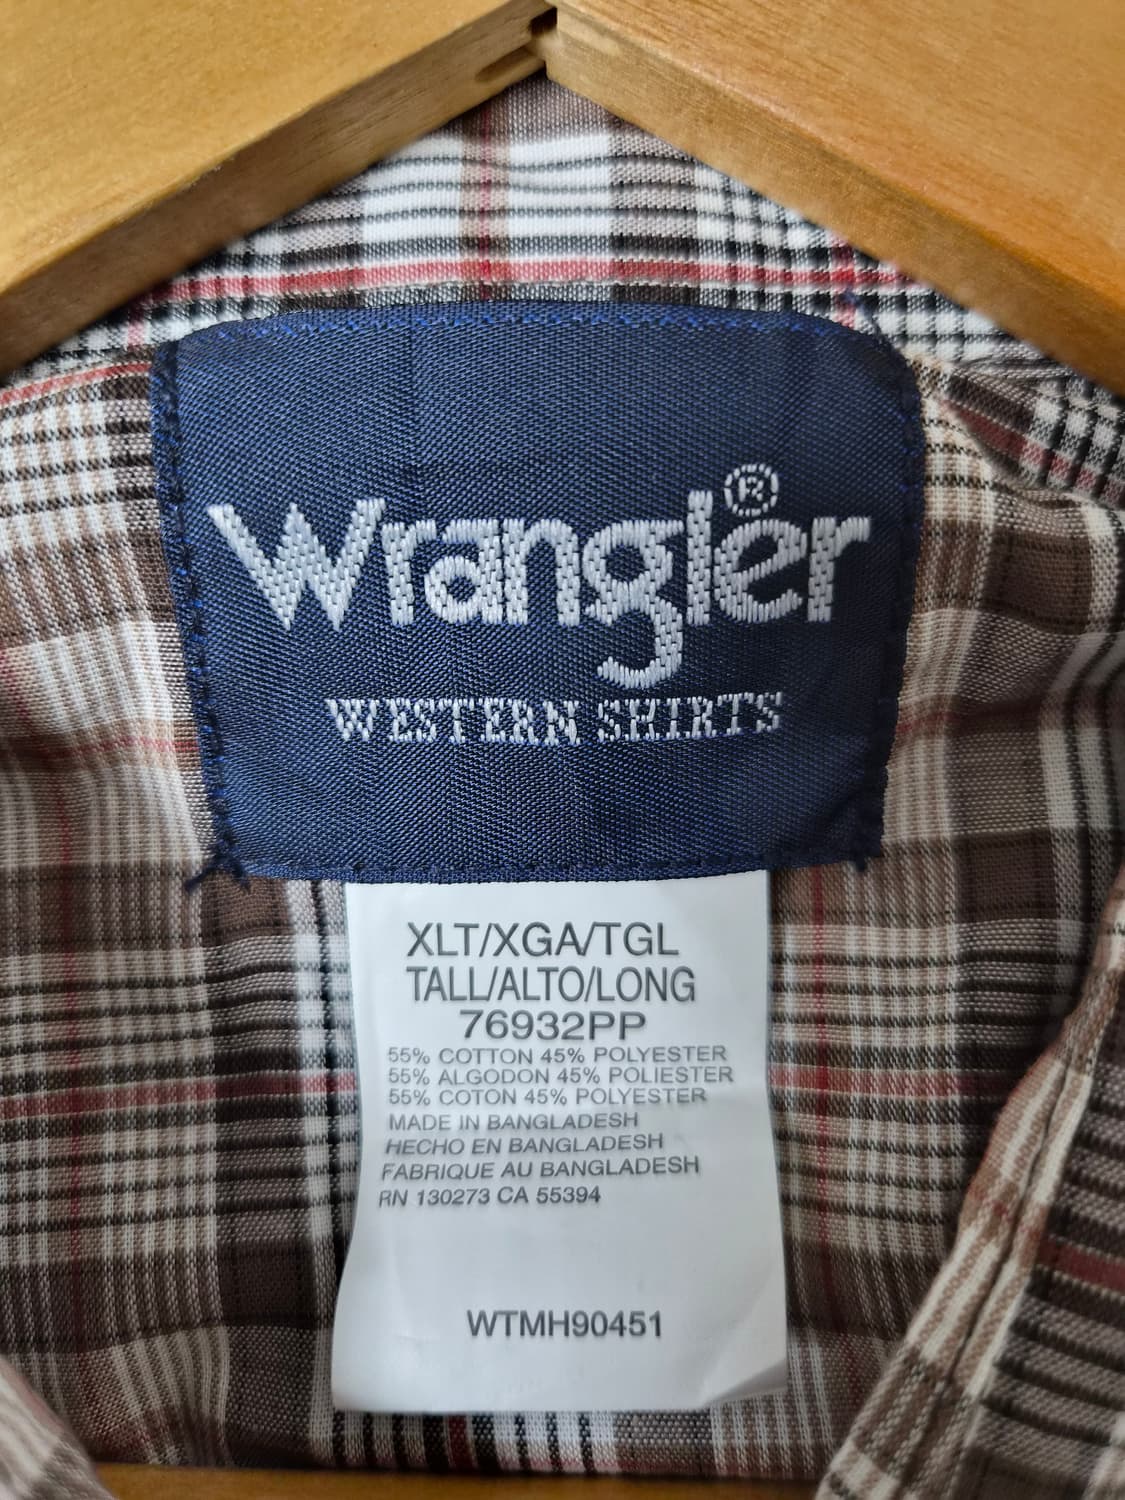 Wrangler®
WESTERN SHIRTS
XLT/XGA/TGL
TALL/ALTO/LONG
76932PP
55% COTTON 45% POLYESTER
55% ALGODON 45% POLIESTER
55% COTON 45% POLYESTER
MADE IN BANGLADESH
HECHO EN BANGLADESH
FABRIQUE AU BANGLADESH
RN 130273 CA 55394
WTMH90451